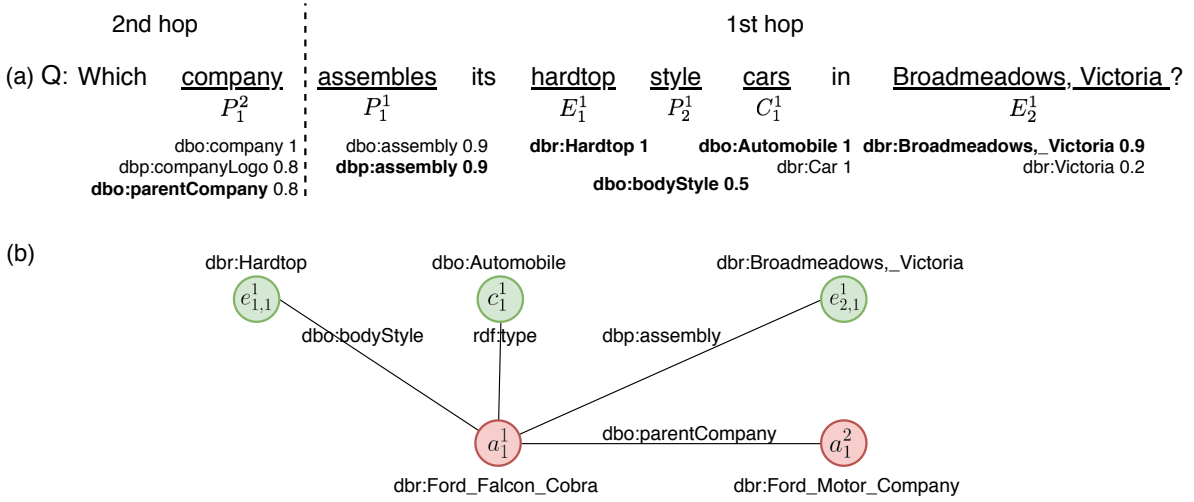 2nd hop 1st hop
(a) Q: Which company assembles its hardtop style cars in Broadmeadows, Victoria ?
P_1^2 P_1^1 E_1^1 P_2^1 C_1^1 E_2^1
dbo:company 1 dbo:assembly 0.9 dbr:Hardtop 1 dbo:Automobile 1 dbr:Broadmeadows,_Victoria 0.9
dbp:companyLogo 0.8 dbp:assembly 0.9 dbr:Car 1 dbr:Victoria 0.2
dbo:parentCompany 0.8 dbo:bodyStyle 0.5
(b)
dbr:Hardtop dbo:Automobile dbr:Broadmeadows,_Victoria
e_{1,1}^1 c_1^1 e_{2,1}^1
dbo:bodyStyle rdf:type dbp:assembly
a_1^1 dbo:parentCompany a_1^2
dbr:Ford_Falcon_Cobra dbr:Ford_Motor_Company